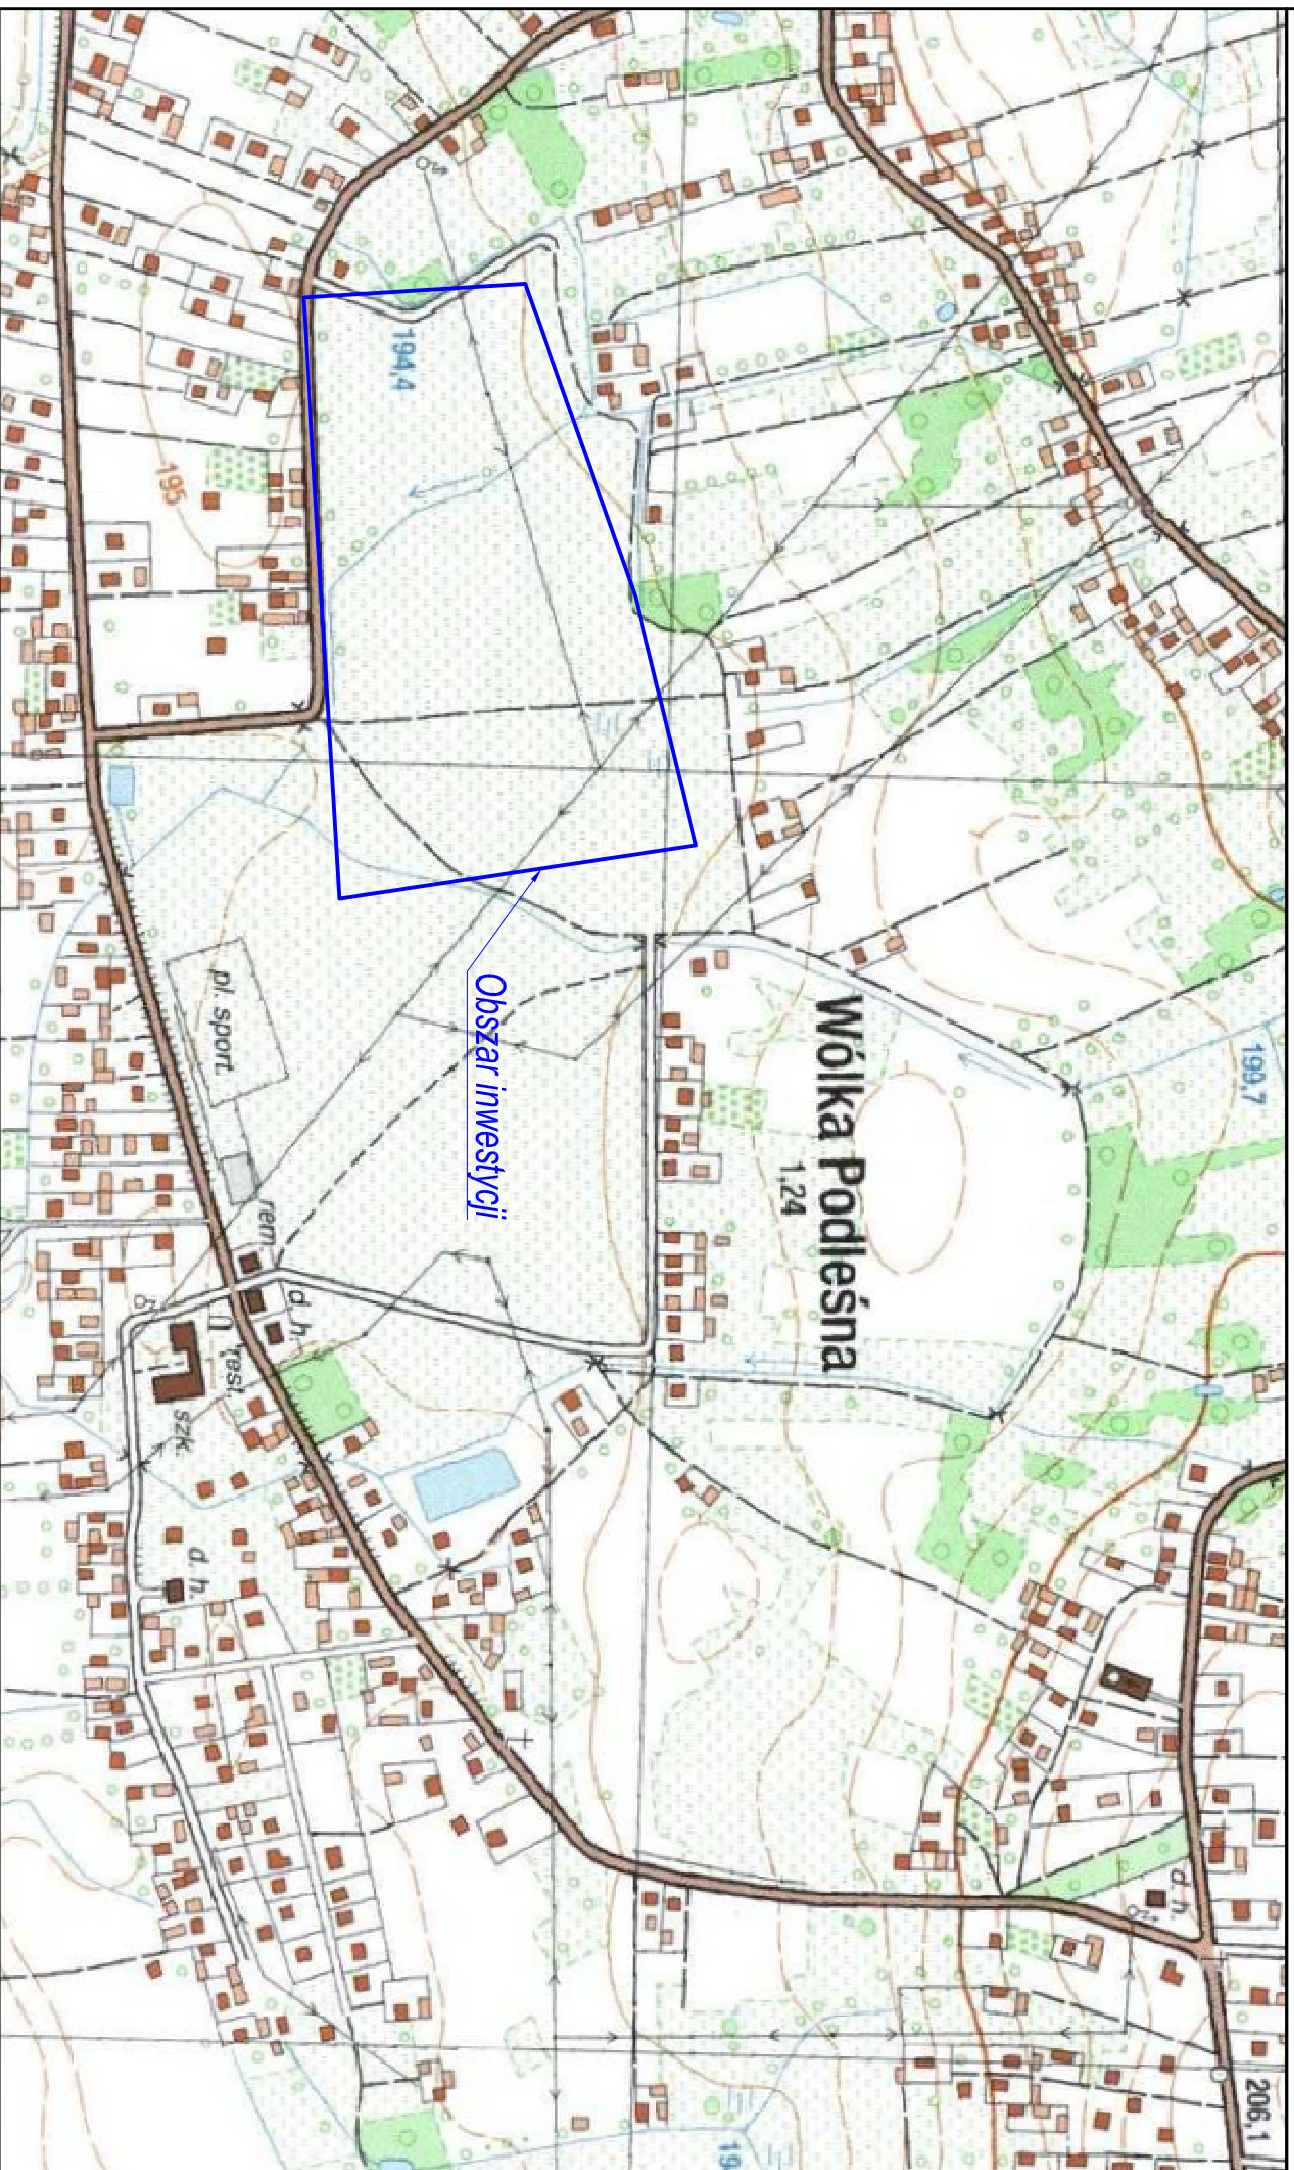 206,1
199,7
Wólka Podleśna
1,24
d. h.
19
Obszar inwestycji
194,4
195
pl. sport.
rem.
d. h.
rest.
szk.
d. h.